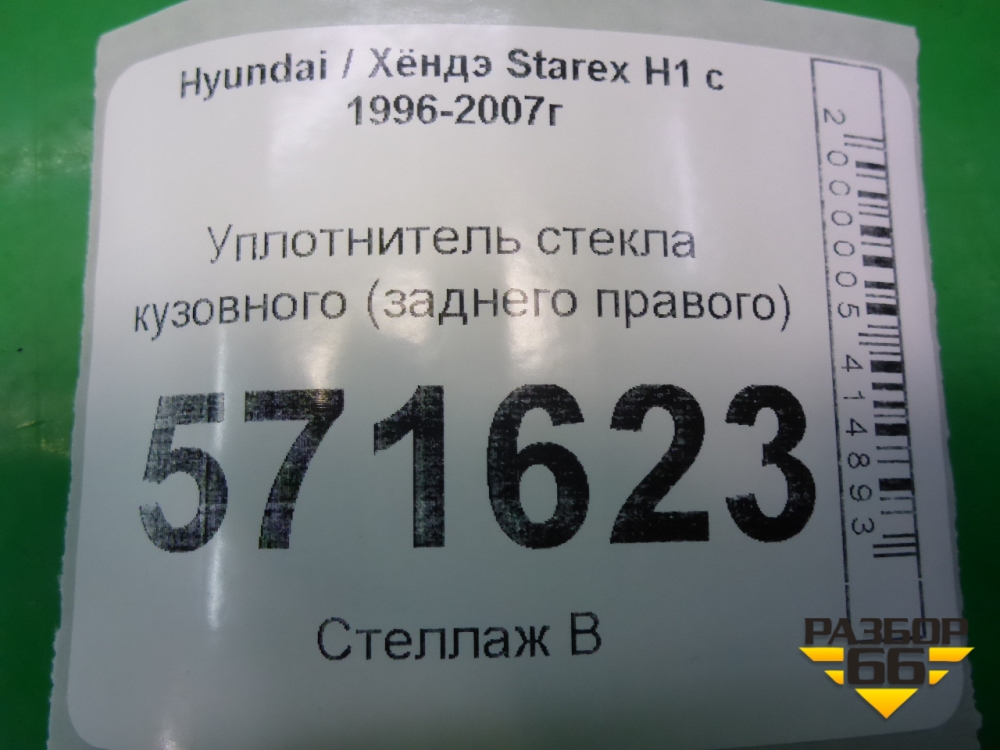 Hyundai / Хёндэ Starex H1 с
1996-2007г
Уплотнитель стекла
кузовного (заднего правого)
571623
Стеллаж В
2000005414893
РАЗБОР
66